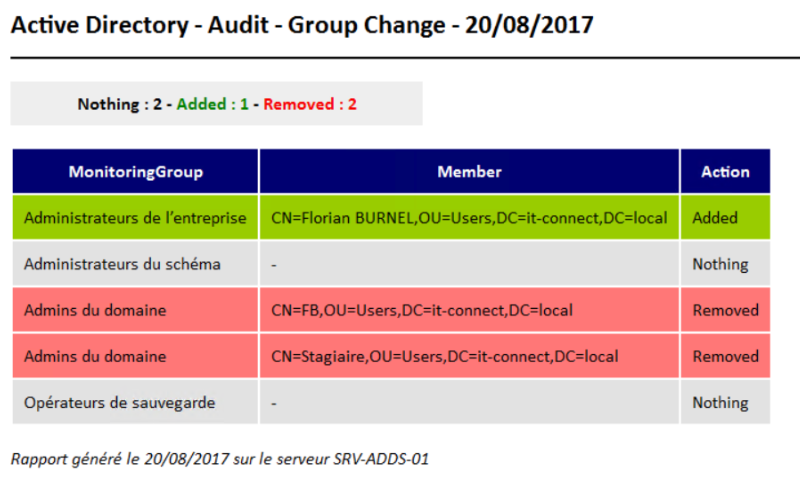 Active Directory - Audit - Group Change - 20/08/2017
Nothing : 2 - Added : 1 - Removed : 2
MonitoringGroup Member Action
Administrateurs de l’entreprise CN=Florian BURNEL,OU=Users,DC=it-connect,DC=local Added
Administrateurs du schéma - Nothing
Admins du domaine CN=FB,OU=Users,DC=it-connect,DC=local Removed
Admins du domaine CN=Stagiaire,OU=Users,DC=it-connect,DC=local Removed
Opérateurs de sauvegarde - Nothing
Rapport généré le 20/08/2017 sur le serveur SRV-ADDS-01